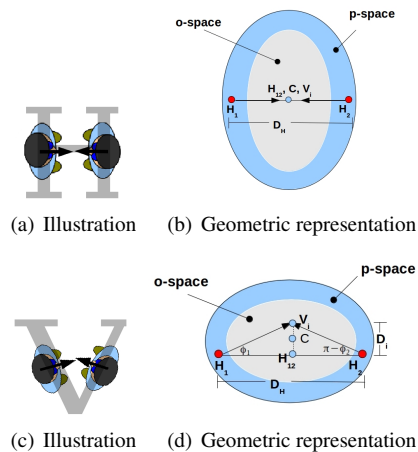 o-space
p-space
H12, C, Vi
H1
H2
DH
(a) Illustration
(b) Geometric representation
o-space
p-space
Vi
C
Di
ϕ1
π−ϕ2
H1
H12
H2
DH
(c) Illustration
(d) Geometric representation